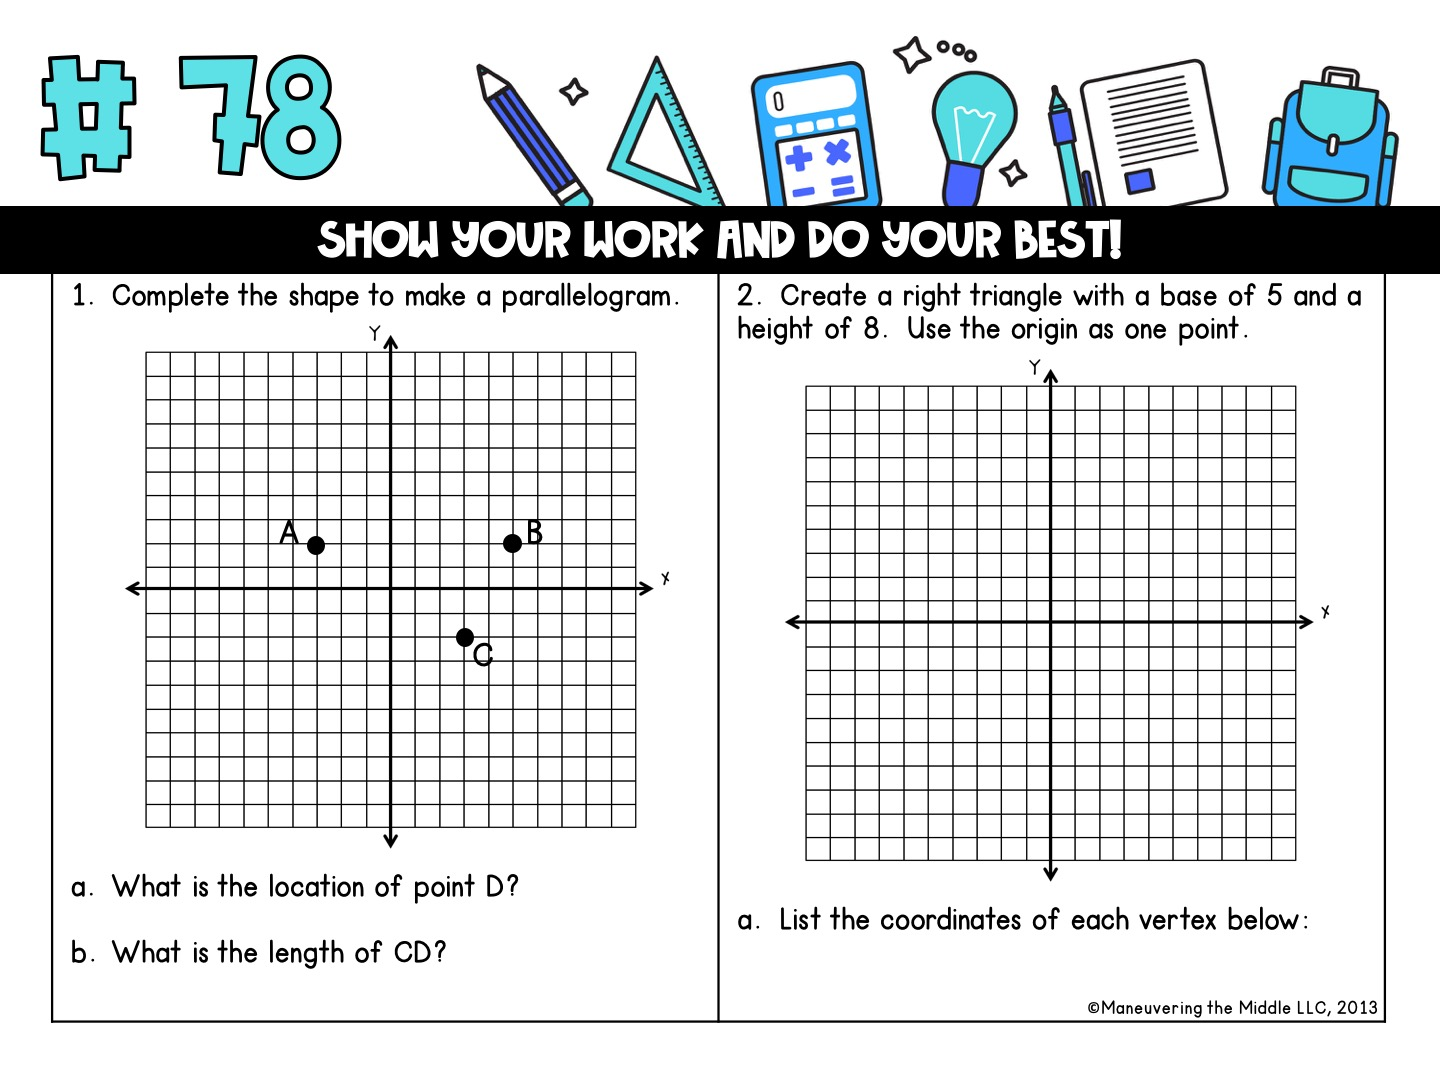 # 78
SHOW YOUR WORK AND DO YOUR BEST!
1. Complete the shape to make a parallelogram.
Y
A
B
X
C
a. What is the location of point D?
b. What is the length of CD?
2. Create a right triangle with a base of 5 and a
height of 8. Use the origin as one point.
Y
X
a. List the coordinates of each vertex below:
©Maneuvering the Middle LLC, 2013